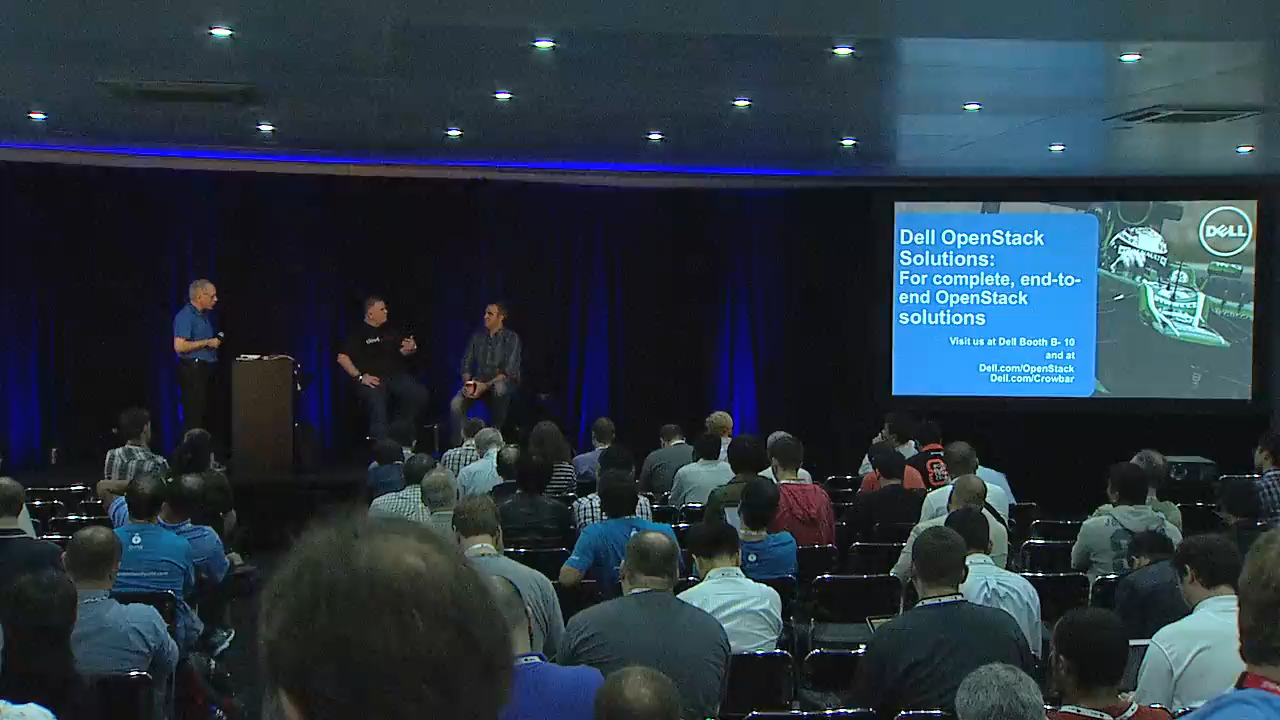 Dell OpenStack
Solutions:
For complete, end-to-
end OpenStack
solutions
Visit us at Dell Booth B- 10
and at
Dell.com/OpenStack
Dell.com/Crowbar
DELL